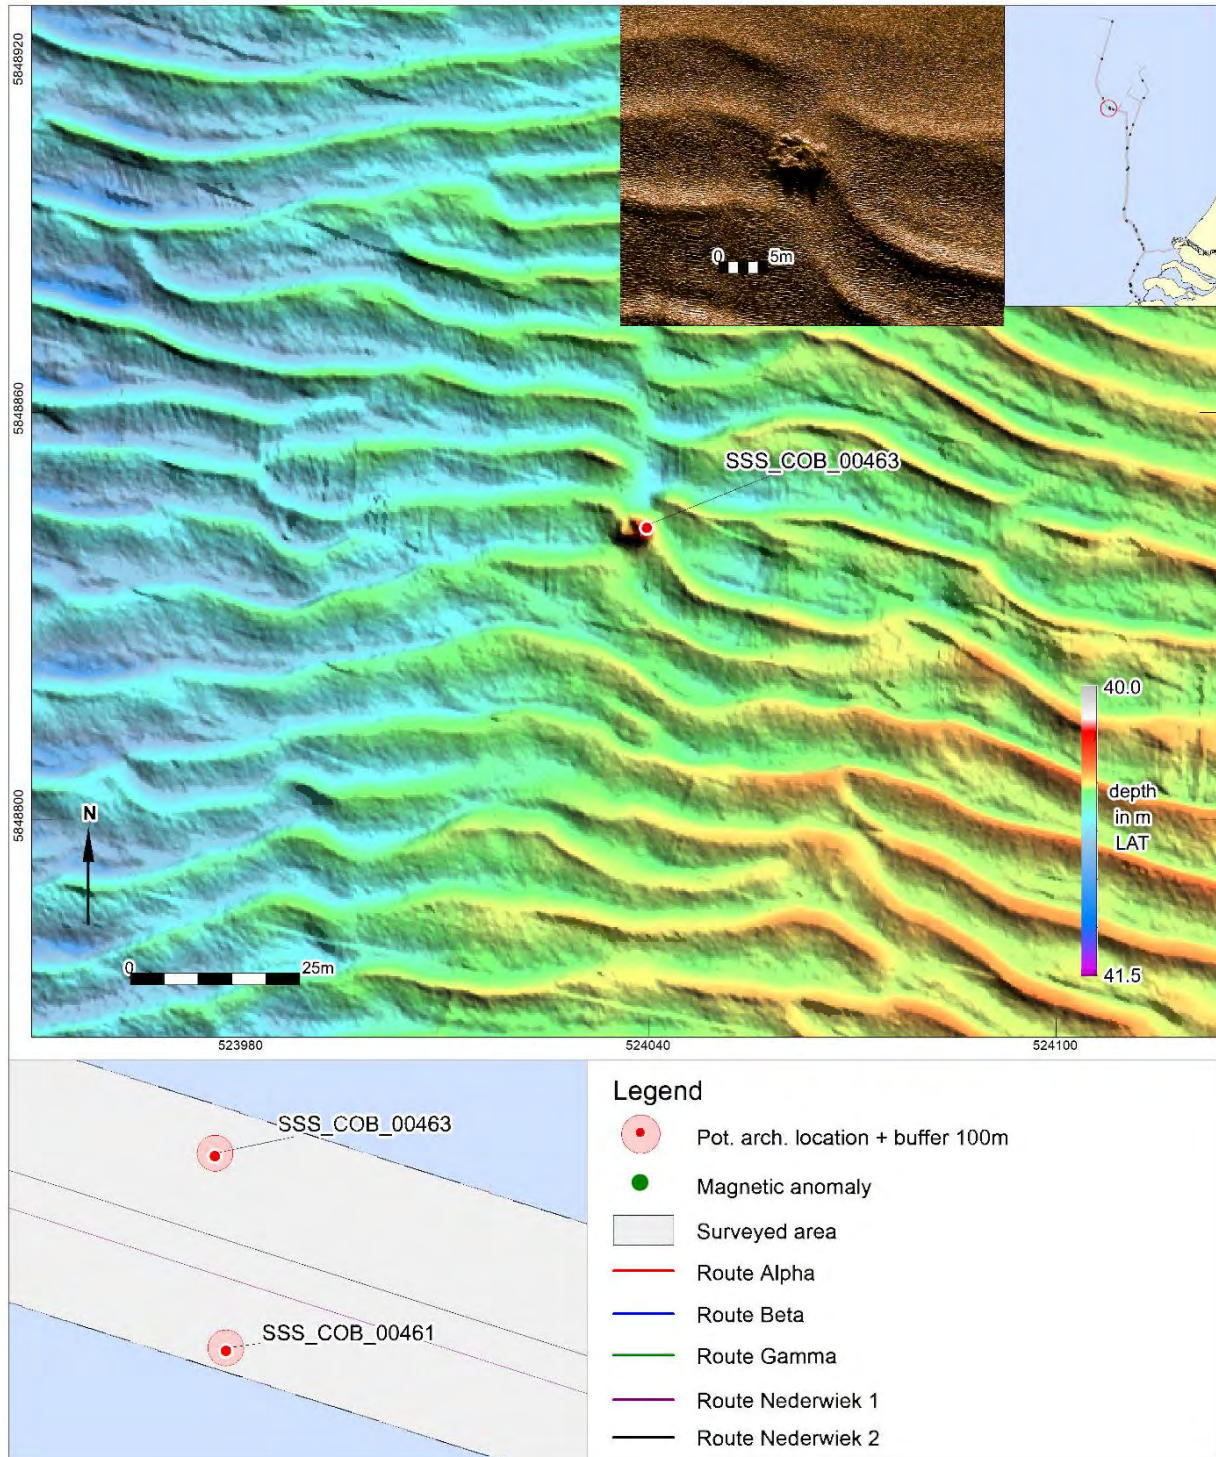 5848920
0 5m
5848860
SSS_COB_00463
40.0
depth
in m
LAT
41.5
5848800
N
0 25m
523980 524040 524100
SSS_COB_00463
SSS_COB_00461
Legend
Pot. arch. location + buffer 100m
Magnetic anomaly
Surveyed area
Route Alpha
Route Beta
Route Gamma
Route Nederwiek 1
Route Nederwiek 2